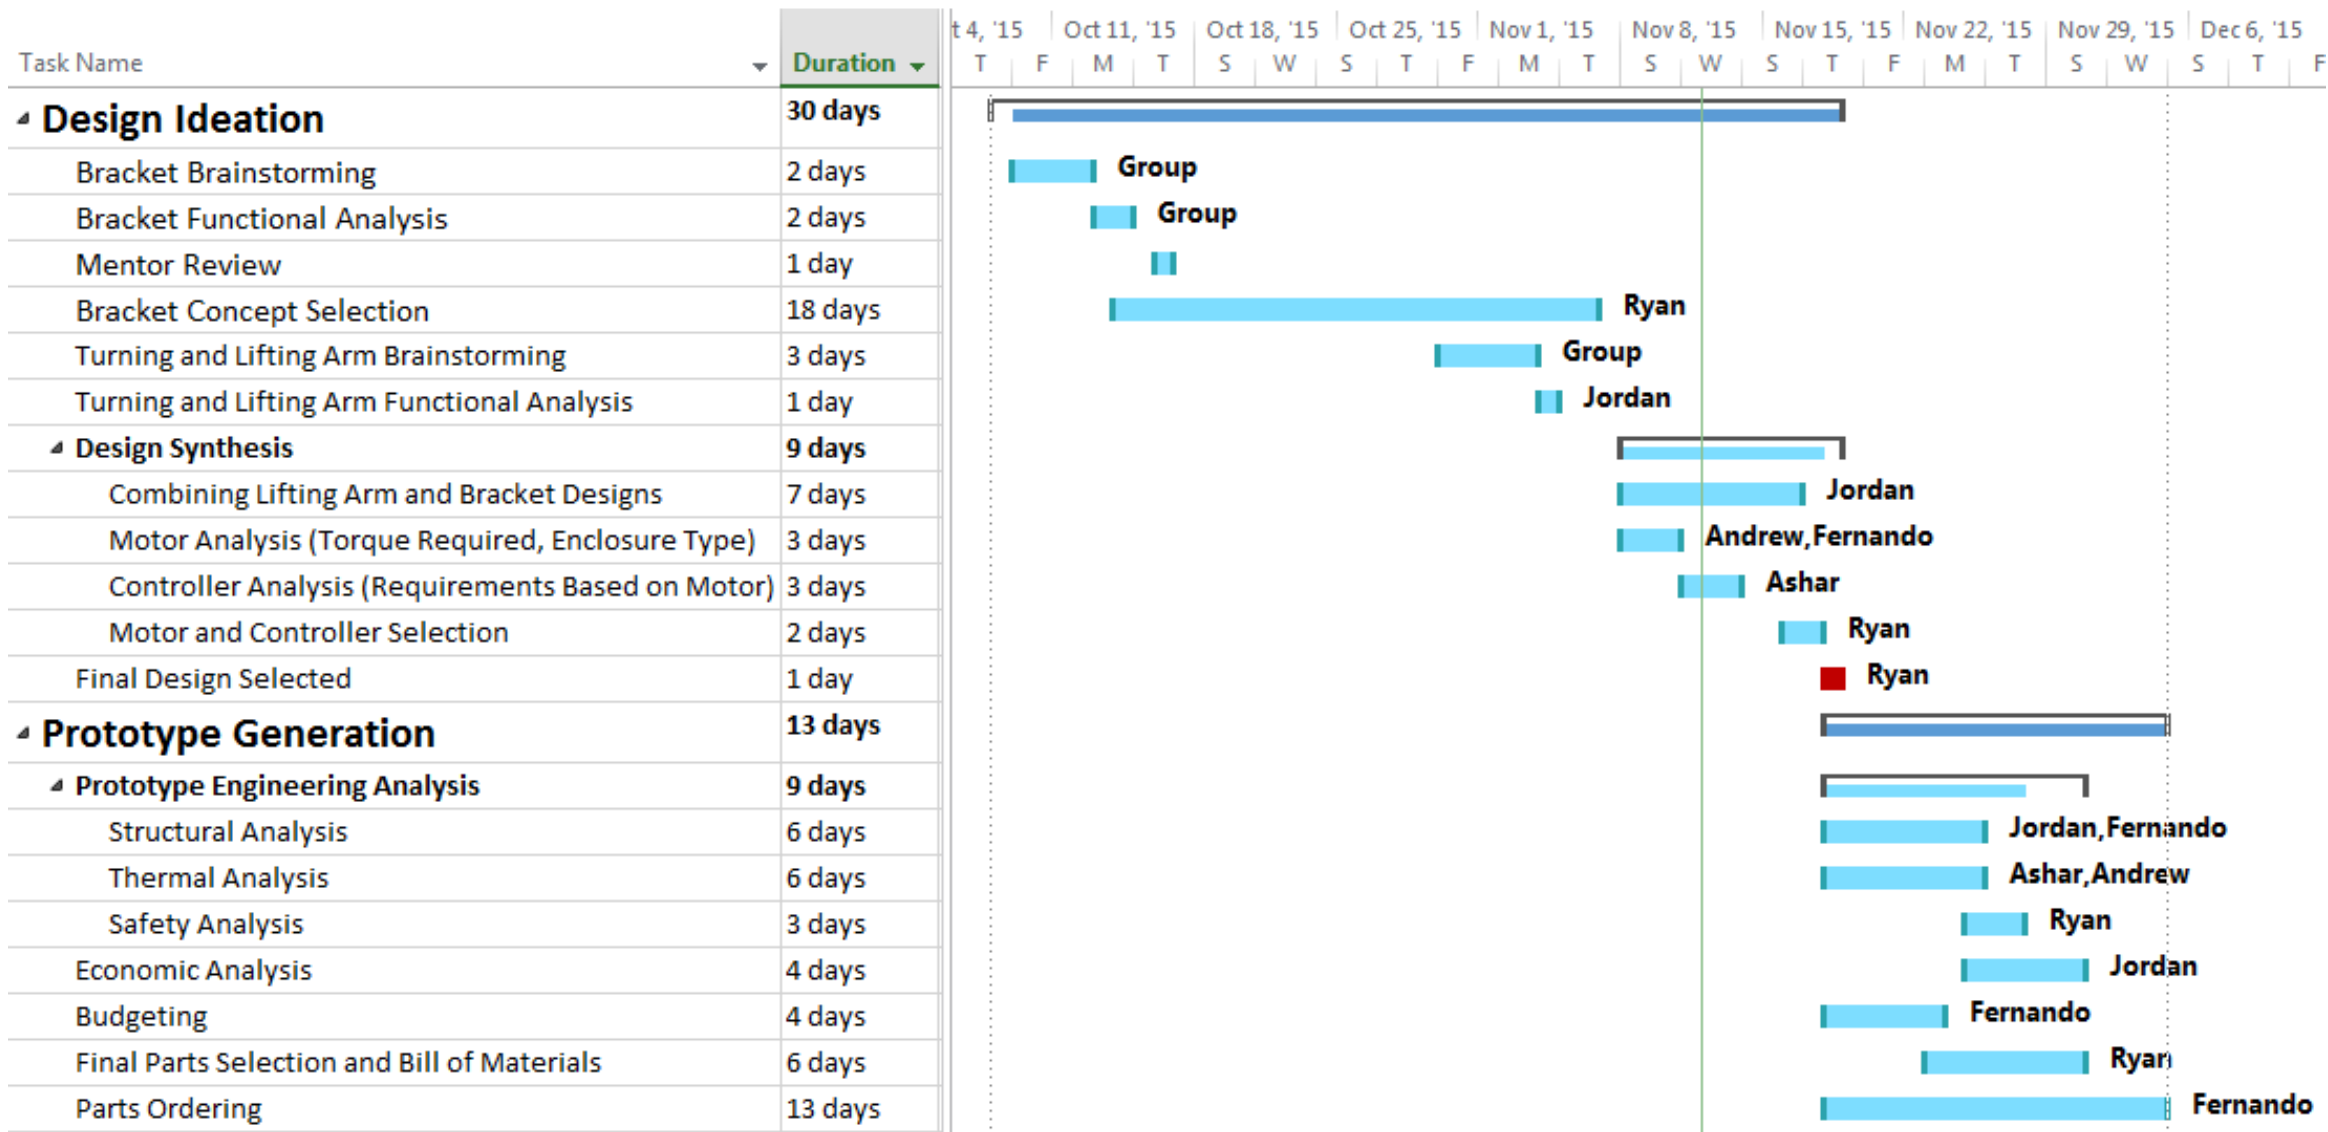 t 4, '15 Oct 11, '15 Oct 18, '15 Oct 25, '15 Nov 1, '15 Nov 8, '15 Nov 15, '15 Nov 22, '15 Nov 29, '15 Dec 6, '15
Task Name Duration T F M T S W S T F M T S W S T F M T S W S T F
Design Ideation 30 days
Bracket Brainstorming 2 days Group
Bracket Functional Analysis 2 days Group
Mentor Review 1 day
Bracket Concept Selection 18 days Ryan
Turning and Lifting Arm Brainstorming 3 days Group
Turning and Lifting Arm Functional Analysis 1 day Jordan
Design Synthesis 9 days
Combining Lifting Arm and Bracket Designs 7 days Jordan
Motor Analysis (Torque Required, Enclosure Type) 3 days Andrew,Fernando
Controller Analysis (Requirements Based on Motor) 3 days Ashar
Motor and Controller Selection 2 days Ryan
Final Design Selected 1 day Ryan
Prototype Generation 13 days
Prototype Engineering Analysis 9 days
Structural Analysis 6 days Jordan,Fernando
Thermal Analysis 6 days Ashar,Andrew
Safety Analysis 3 days Ryan
Economic Analysis 4 days Jordan
Budgeting 4 days Fernando
Final Parts Selection and Bill of Materials 6 days Ryan
Parts Ordering 13 days Fernando